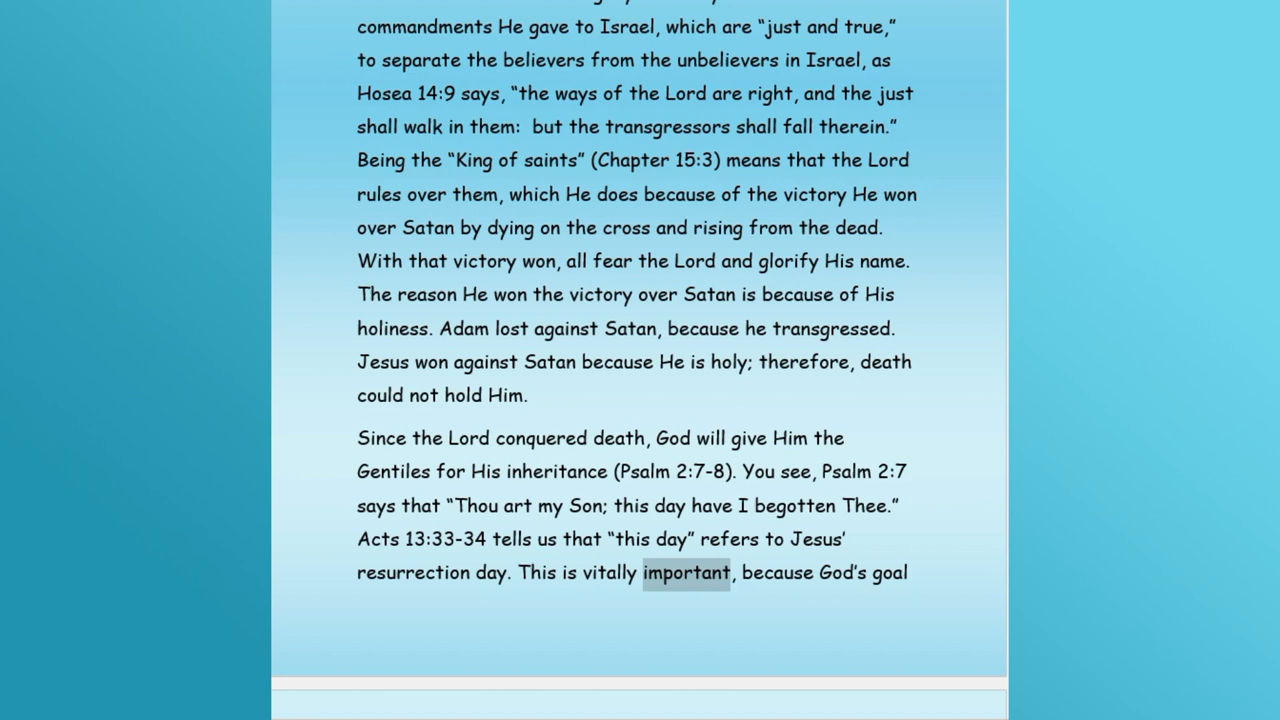 commandments He gave to Israel, which are “just and true,”
to separate the believers from the unbelievers in Israel, as
Hosea 14:9 says, “the ways of the Lord are right, and the just
shall walk in them:  but the transgressors shall fall therein.”
Being the “King of saints” (Chapter 15:3) means that the Lord
rules over them, which He does because of the victory He won
over Satan by dying on the cross and rising from the dead.
With that victory won, all fear the Lord and glorify His name.
The reason He won the victory over Satan is because of His
holiness. Adam lost against Satan, because he transgressed.
Jesus won against Satan because He is holy; therefore, death
could not hold Him.
Since the Lord conquered death, God will give Him the
Gentiles for His inheritance (Psalm 2:7-8). You see, Psalm 2:7
says that “Thou art my Son; this day have I begotten Thee.”
Acts 13:33-34 tells us that “this day” refers to Jesus’
resurrection day. This is vitally important, because God’s goal